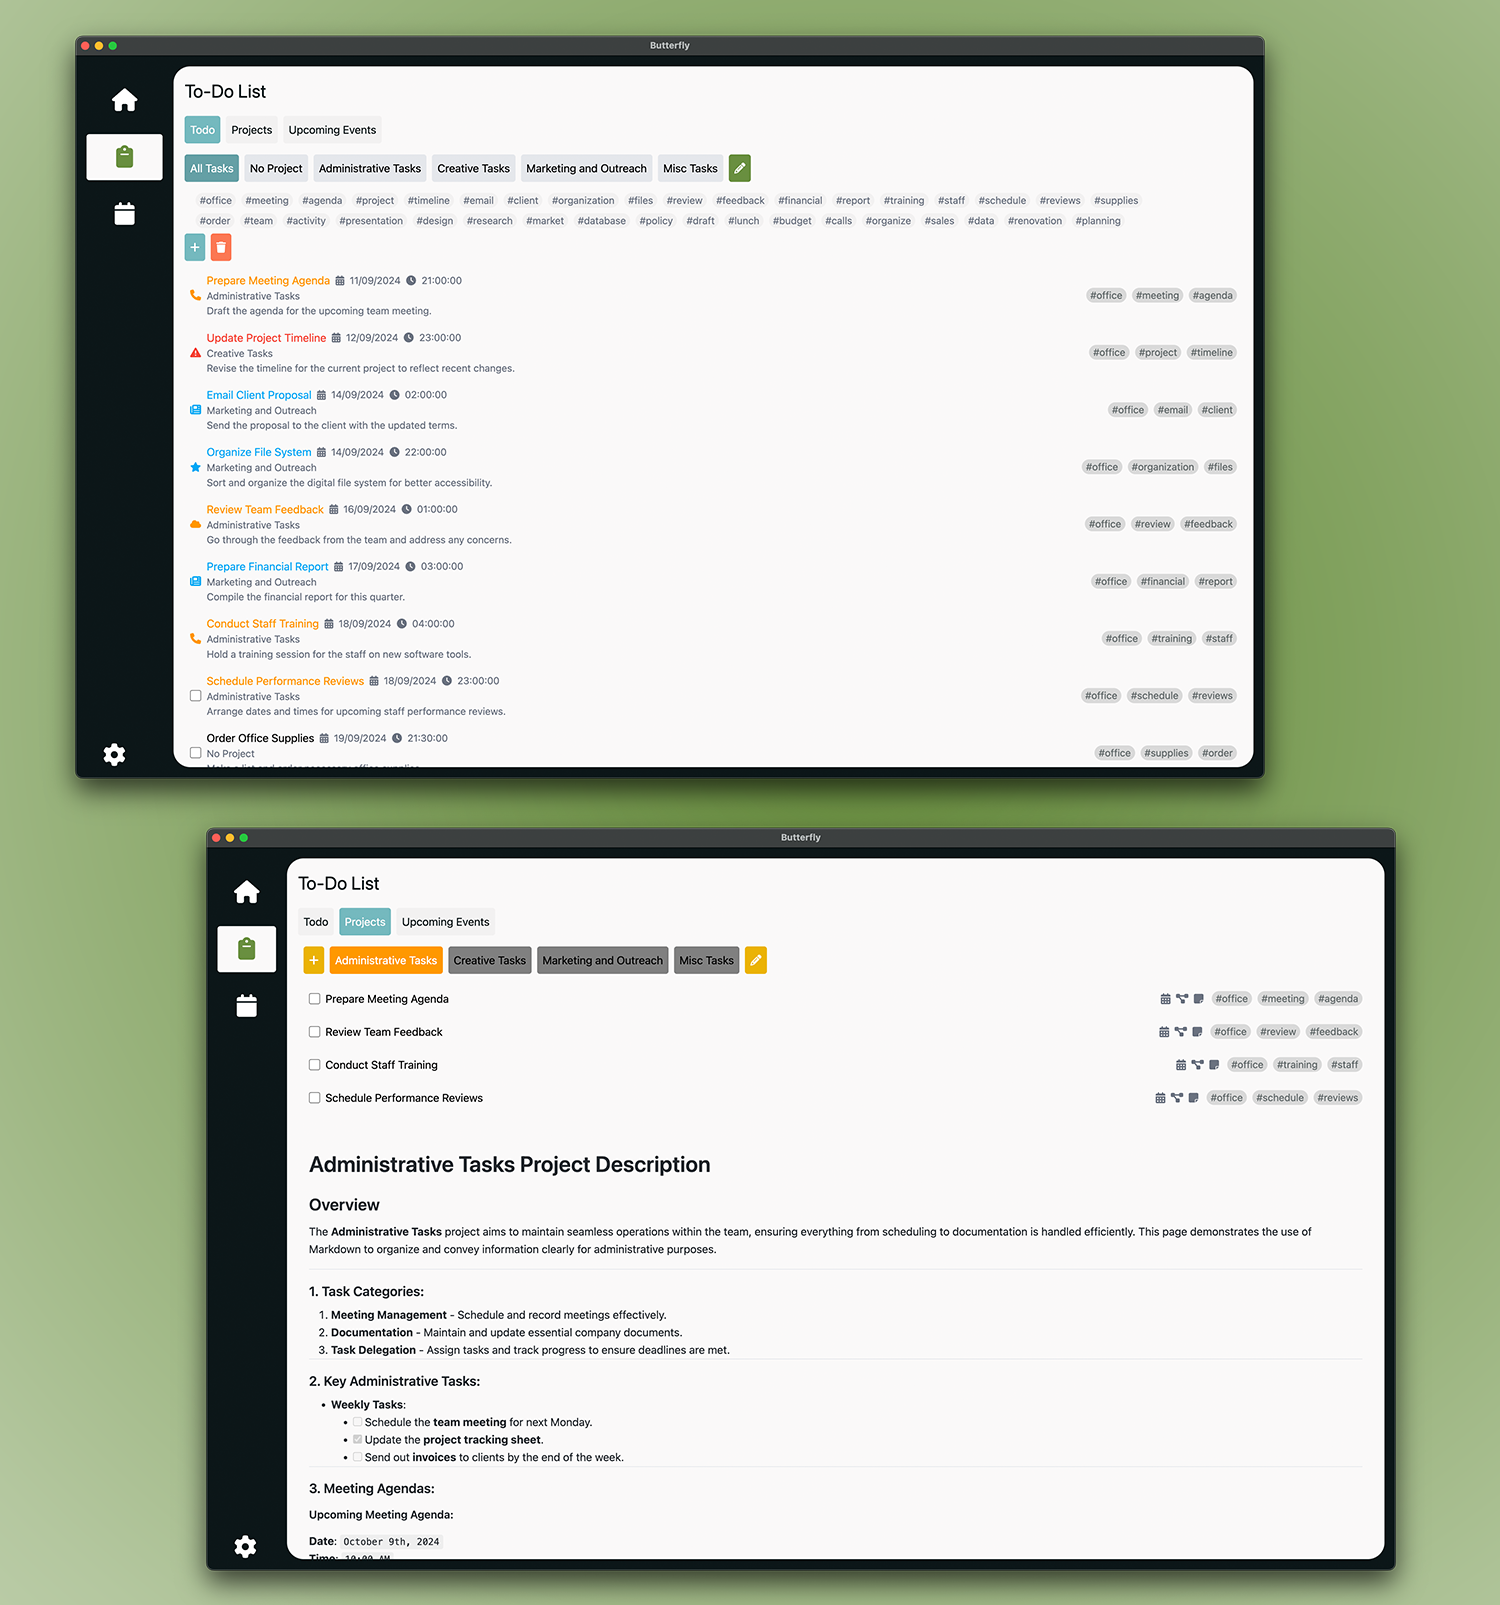 Butterfly
To-Do List
Todo Projects Upcoming Events
All Tasks No Project Administrative Tasks Creative Tasks Marketing and Outreach Misc Tasks
#office #meeting #agenda #project #timeline #email #client #organization #files #review #feedback #financial #report #training #staff #schedule #reviews #supplies
#order #team #activity #presentation #design #research #market #database #policy #draft #lunch #budget #calls #organize #sales #data #renovation #planning
+
Prepare Meeting Agenda 11/09/2024 21:00:00
Administrative Tasks #office #meeting #agenda
Draft the agenda for the upcoming team meeting.
Update Project Timeline 12/09/2024 23:00:00
Creative Tasks #office #project #timeline
Revise the timeline for the current project to reflect recent changes.
Email Client Proposal 14/09/2024 02:00:00
Marketing and Outreach #office #email #client
Send the proposal to the client with the updated terms.
Organize File System 14/09/2024 22:00:00
Marketing and Outreach #office #organization #files
Sort and organize the digital file system for better accessibility.
Review Team Feedback 16/09/2024 01:00:00
Administrative Tasks #office #review #feedback
Go through the feedback from the team and address any concerns.
Prepare Financial Report 17/09/2024 03:00:00
Marketing and Outreach #office #financial #report
Compile the financial report for this quarter.
Conduct Staff Training 18/09/2024 04:00:00
Administrative Tasks #office #training #staff
Hold a training session for the staff on new software tools.
Schedule Performance Reviews 18/09/2024 23:00:00
Administrative Tasks #office #schedule #reviews
Arrange dates and times for upcoming staff performance reviews.
Order Office Supplies 19/09/2024 21:30:00
No Project #office #supplies #order
Butterfly
To-Do List
Todo Projects Upcoming Events
+ Administrative Tasks Creative Tasks Marketing and Outreach Misc Tasks
Prepare Meeting Agenda #office #meeting #agenda
Review Team Feedback #office #review #feedback
Conduct Staff Training #office #training #staff
Schedule Performance Reviews #office #schedule #reviews
Administrative Tasks Project Description
Overview
The Administrative Tasks project aims to maintain seamless operations within the team, ensuring everything from scheduling to documentation is handled efficiently. This page demonstrates the use of
Markdown to organize and convey information clearly for administrative purposes.
1. Task Categories:
1. Meeting Management - Schedule and record meetings effectively.
2. Documentation - Maintain and update essential company documents.
3. Task Delegation - Assign tasks and track progress to ensure deadlines are met.
2. Key Administrative Tasks:
• Weekly Tasks:
• Schedule the team meeting for next Monday.
• Update the project tracking sheet.
• Send out invoices to clients by the end of the week.
3. Meeting Agendas:
Upcoming Meeting Agenda:
Date: October 9th, 2024
Time: 10:00 AM